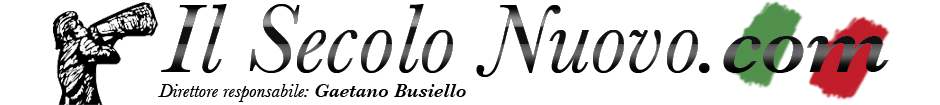 Il Secolo Nuovo.com
Direttore responsabile: Gaetano Busiello